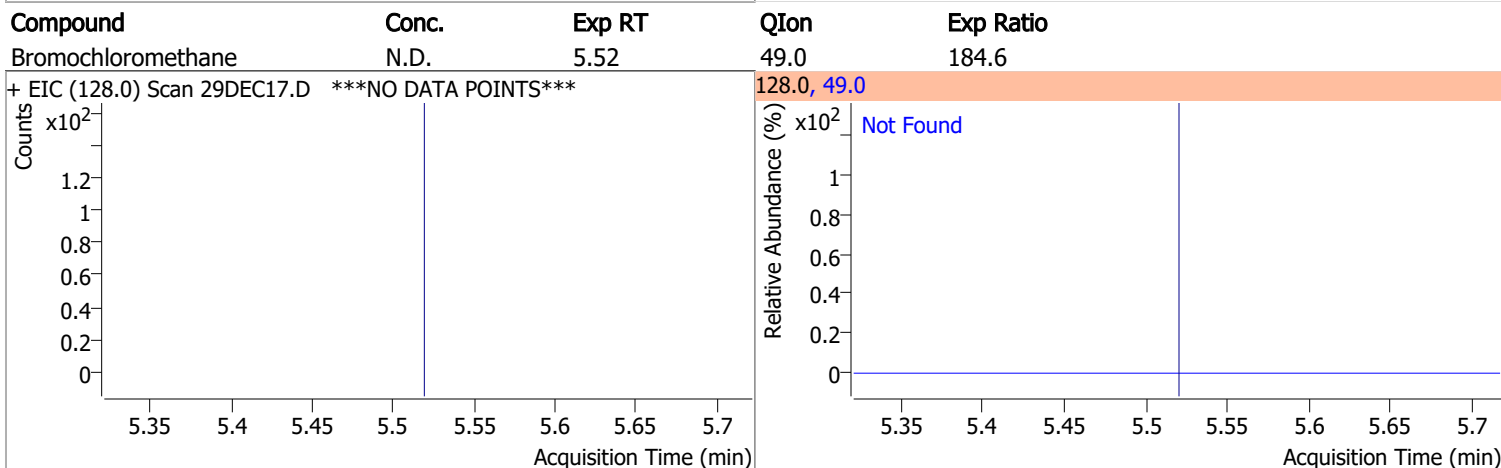 Compound Conc. Exp RT QIon Exp Ratio
Bromochloromethane N.D. 5.52 49.0 184.6
+ EIC (128.0) Scan 29DEC17.D ***NO DATA POINTS***
Counts
x10²
1.2
1
0.8
0.6
0.4
0.2
0
5.35 5.4 5.45 5.5 5.55 5.6 5.65 5.7
Acquisition Time (min)
128.0, 49.0
Relative Abundance (%)
x10²
Not Found
1
0.8
0.6
0.4
0.2
0
5.35 5.4 5.45 5.5 5.55 5.6 5.65 5.7
Acquisition Time (min)